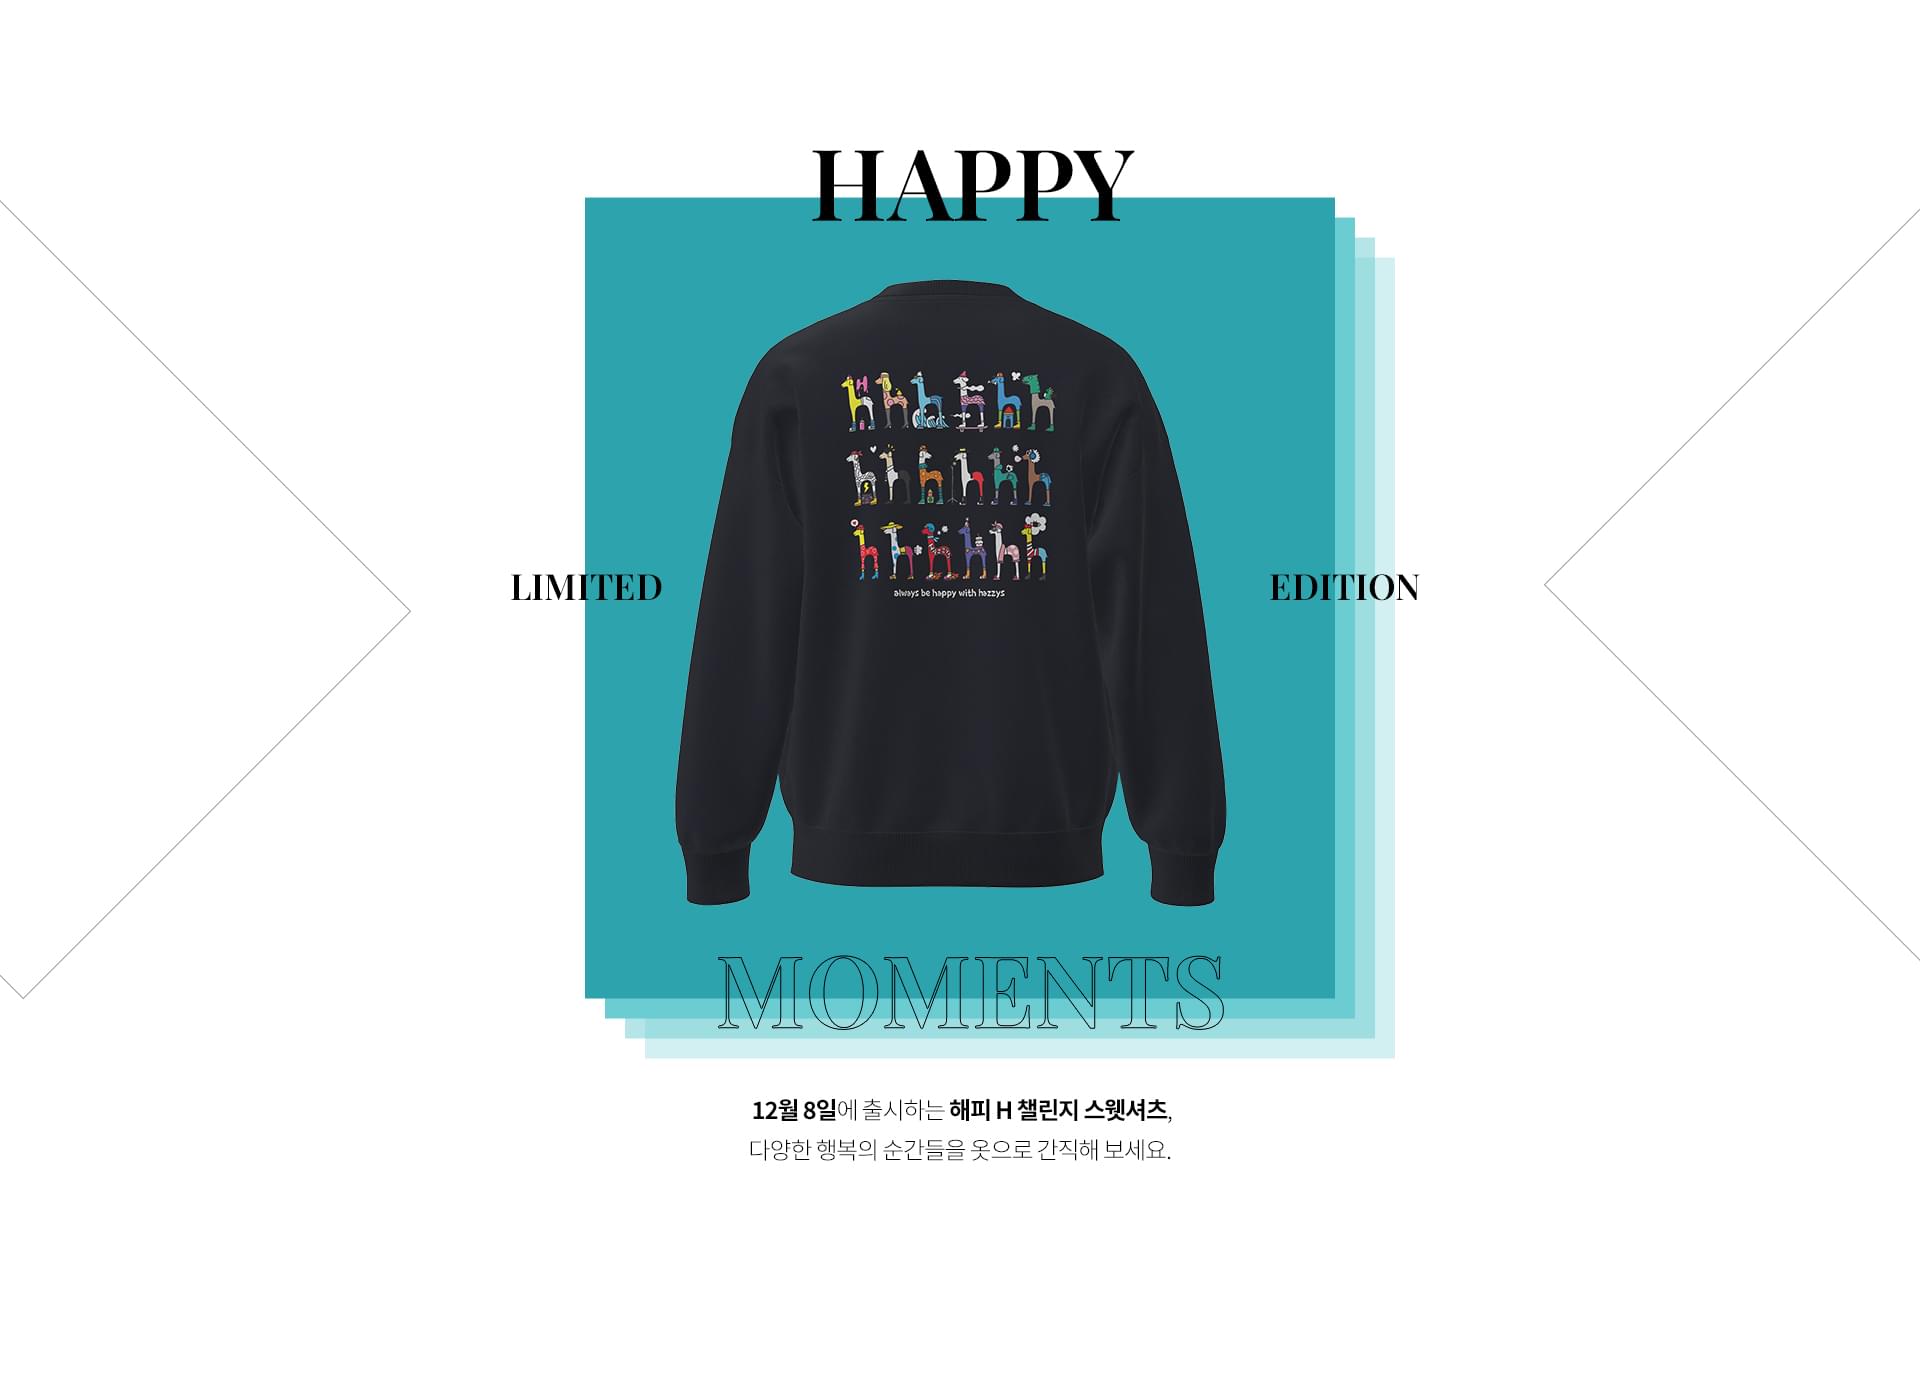 HAPPY
LIMITED
EDITION
always be happy with hazzys
MOMENTS
12월 8일에 출시하는 해피 H 챌린지 스웻셔츠,
다양한 행복의 순간들을 옷으로 간직해 보세요.